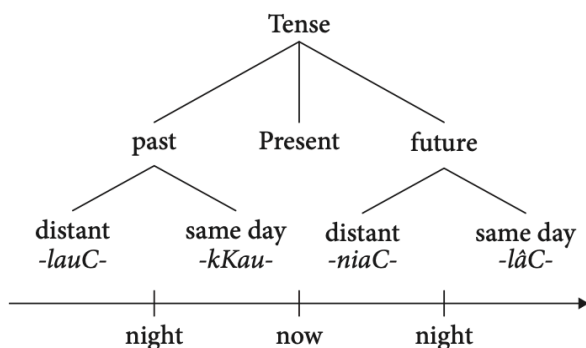 Tense
past Present future
distant same day distant same day
-lauC- -kKau- -niaC- -lâC-
night now night